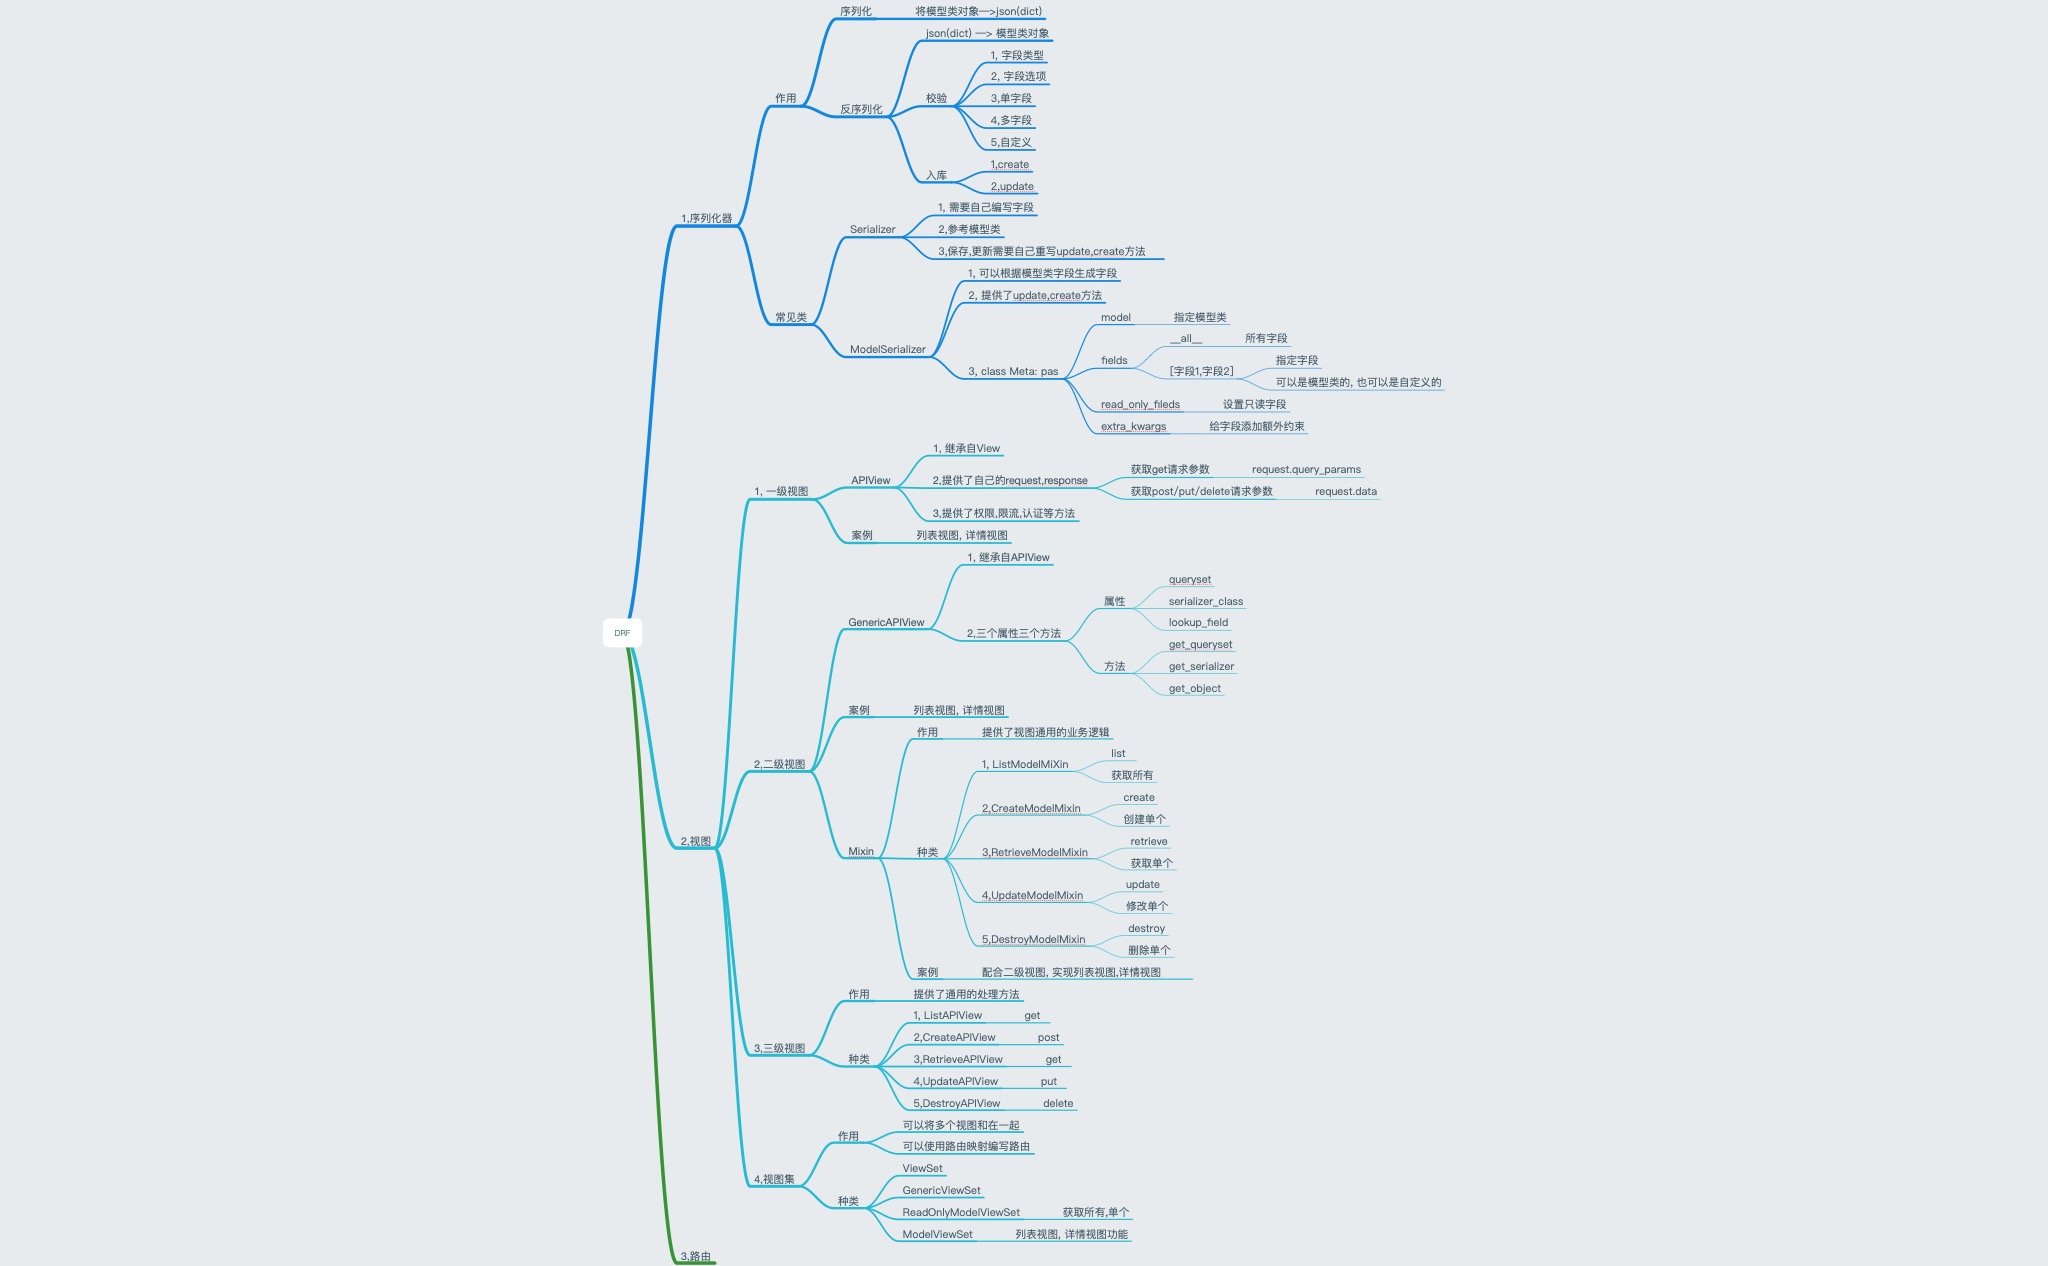 DRF
1,序列化器
作用
序列化
将模型类对象—>json(dict)
反序列化
json(dict) —> 模型类对象
校验
1, 字段类型
2, 字段选项
3,单字段
4,多字段
5,自定义
入库
1,create
2,update
常见类
Serializer
1, 需要自己编写字段
2,参考模型类
3,保存,更新需要自己重写update,create方法
ModelSerializer
1, 可以根据模型类字段生成字段
2, 提供了update,create方法
3, class Meta: pas
model
指定模型类
fields
__all__
所有字段
[字段1,字段2]
指定字段
可以是模型类的, 也可以是自定义的
read_only_fileds
设置只读字段
extra_kwargs
给字段添加额外约束
2,视图
1, 一级视图
APIView
1, 继承自View
2,提供了自己的request,response
获取get请求参数
request.query_params
获取post/put/delete请求参数
request.data
3,提供了权限,限流,认证等方法
案例
列表视图, 详情视图
2,二级视图
GenericAPIView
1, 继承自APIView
2,三个属性三个方法
属性
queryset
serializer_class
lookup_field
方法
get_queryset
get_serializer
get_object
案例
列表视图, 详情视图
Mixin
作用
提供了视图通用的业务逻辑
种类
1, ListModelMiXin
list
获取所有
2,CreateModelMixin
create
创建单个
3,RetrieveModelMixin
retrieve
获取单个
4,UpdateModelMixin
update
修改单个
5,DestroyModelMixin
destroy
删除单个
案例
配合二级视图, 实现列表视图,详情视图
3,三级视图
作用
提供了通用的处理方法
种类
1, ListAPIView
get
2,CreateAPIView
post
3,RetrieveAPIView
get
4,UpdateAPIView
put
5,DestroyAPIView
delete
4,视图集
作用
可以将多个视图和在一起
可以使用路由映射编写路由
种类
ViewSet
GenericViewSet
ReadOnlyModelViewSet
获取所有,单个
ModelViewSet
列表视图, 详情视图功能
3,路由